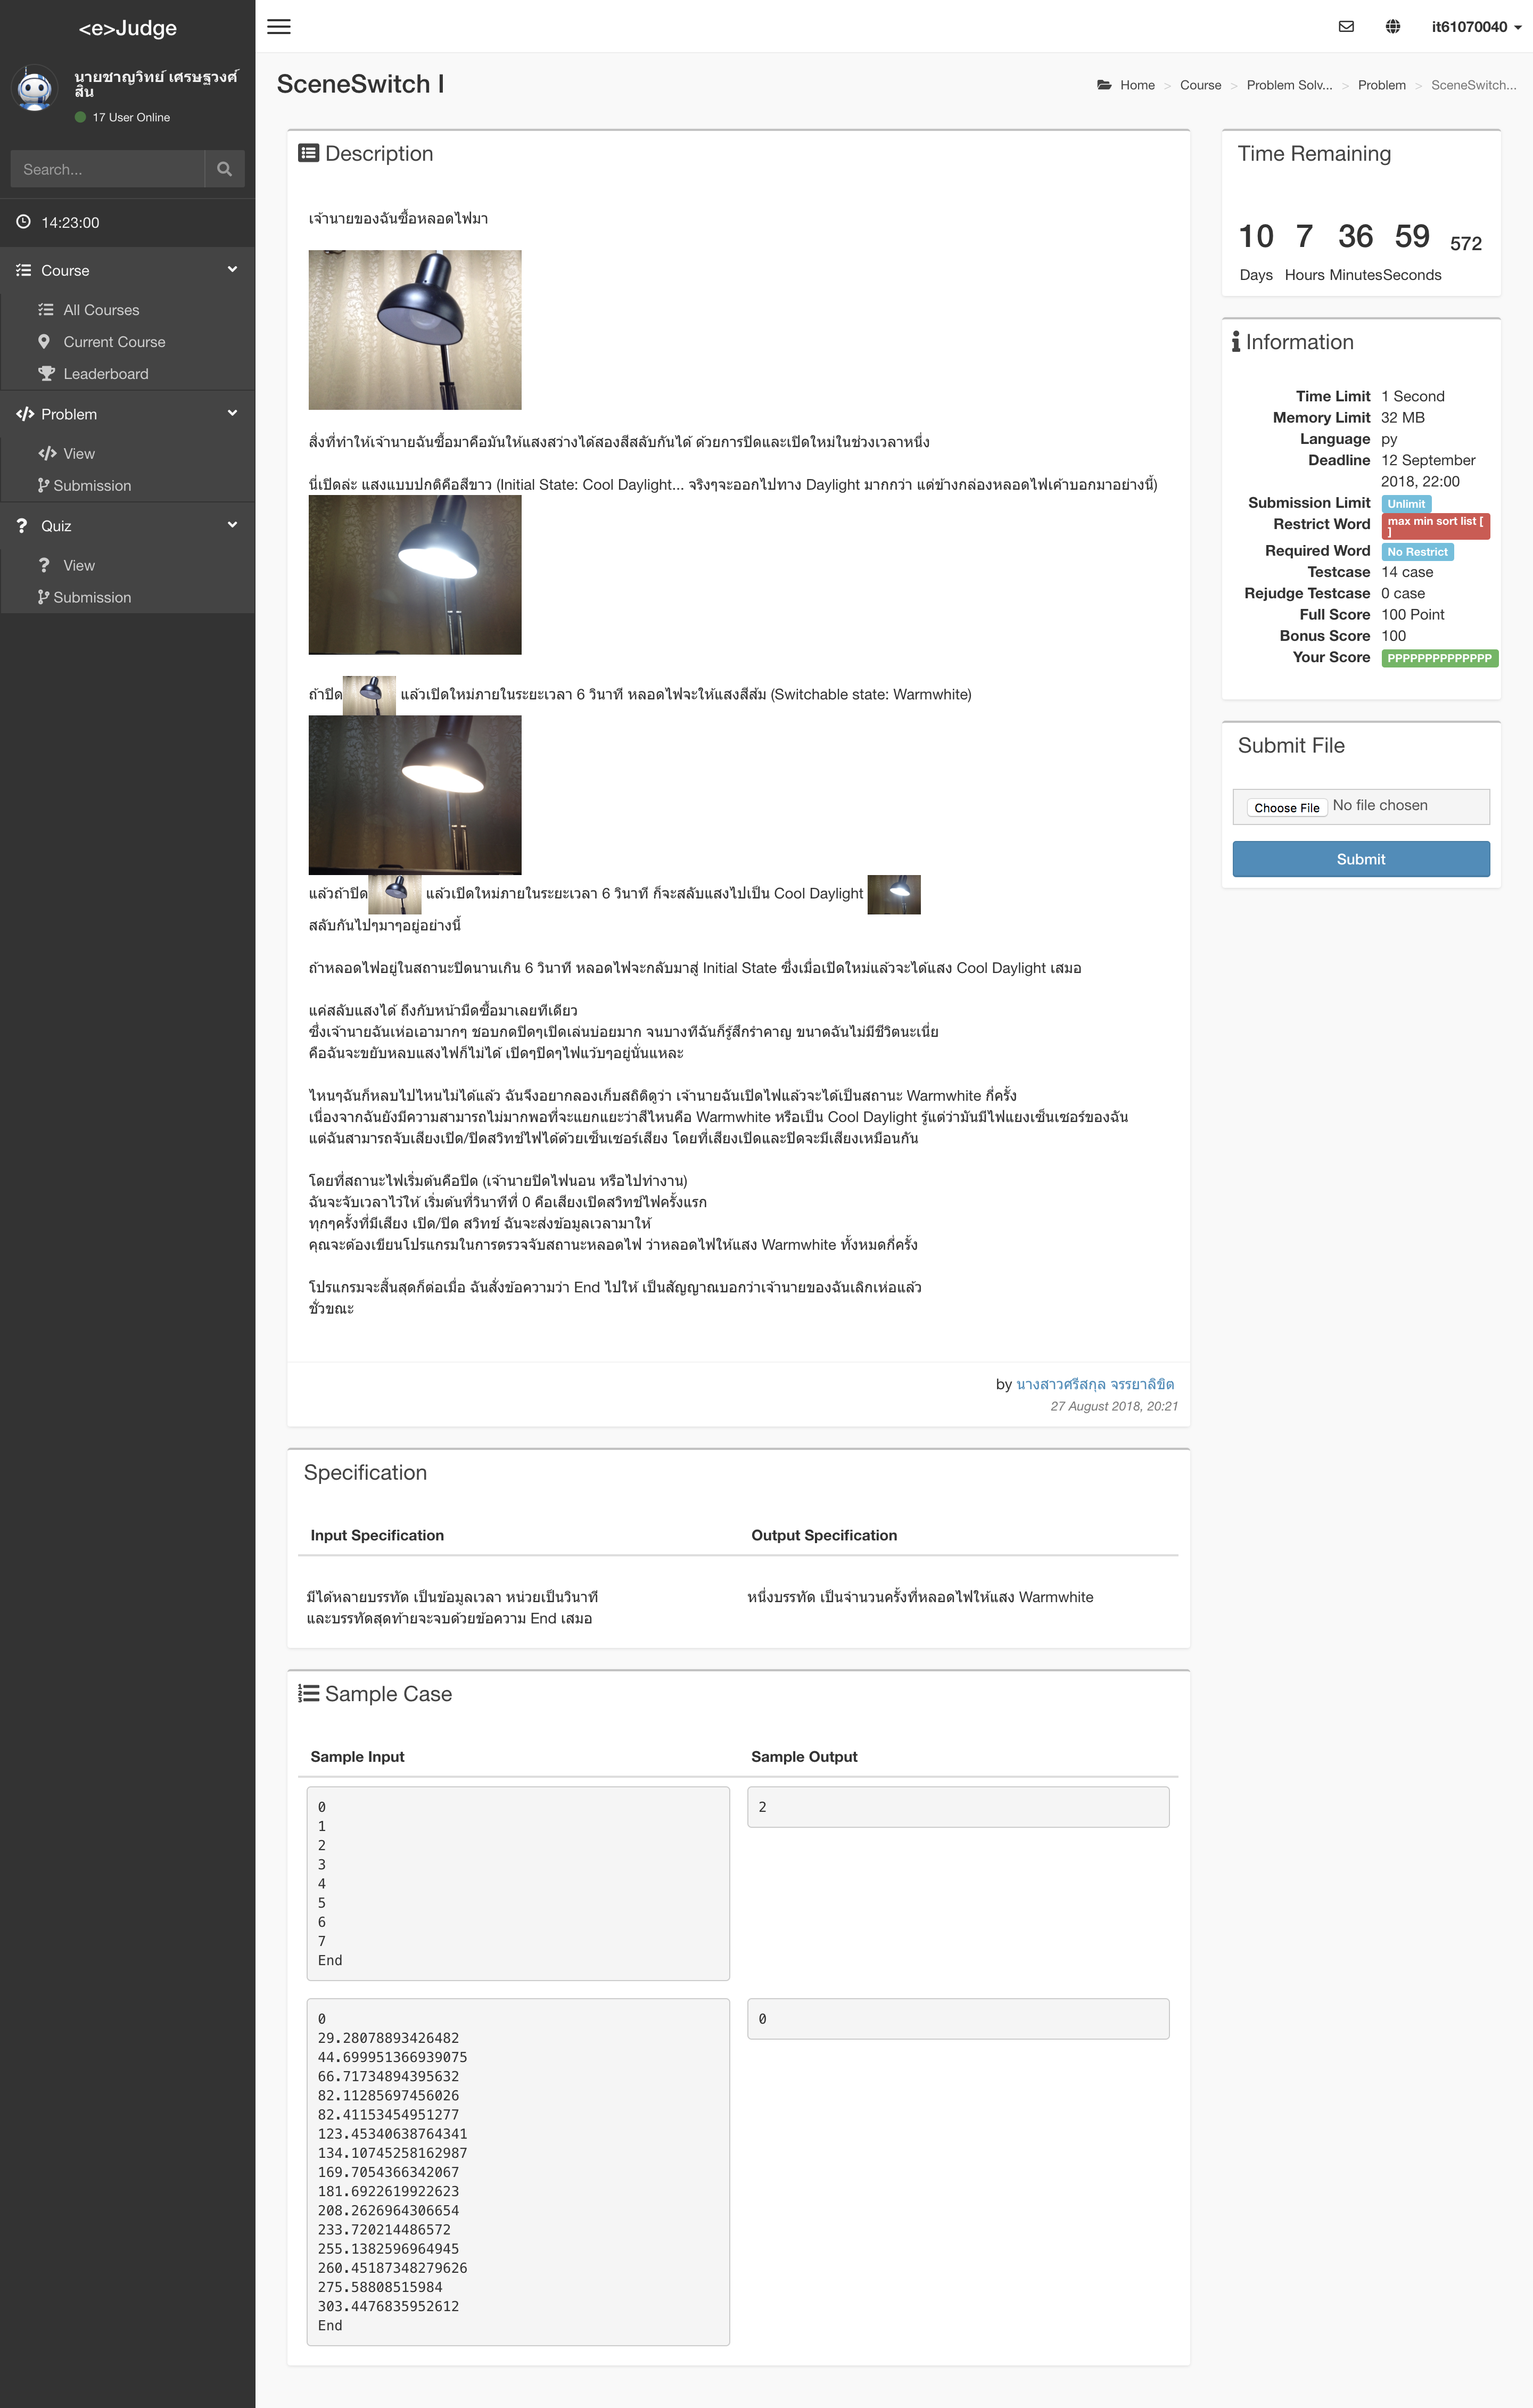 <e>Judge
นายชาญวิทย์ เศรษฐวงศ์
สิน
17 User Online
Search...
14:23:00
Course
All Courses
Current Course
Leaderboard
Problem
View
Submission
Quiz
View
Submission
it61070040
SceneSwitch I
Home > Course > Problem Solv... > Problem > SceneSwitch...
Description
เจ้านายของฉันซื้อหลอดไฟมา
สิ่งที่ทำให้เจ้านายฉันซื้อมาคือมันให้แสงสว่างได้สองสีสลับกันได้ ด้วยการปิดและเปิดใหม่ในช่วงเวลาหนึ่ง
นี่เปิดล่ะ แสงแบบปกติคือสีขาว (Initial State: Cool Daylight... จริงๆจะออกไปทาง Daylight มากกว่า แต่ข้างกล่องหลอดไฟเค้าบอกมาอย่างนี้)
ถ้าปิด แล้วเปิดใหม่ภายในระยะเวลา 6 วินาที หลอดไฟจะให้แสงสีส้ม (Switchable state: Warmwhite)
แล้วถ้าปิด แล้วเปิดใหม่ภายในระยะเวลา 6 วินาที ก็จะสลับแสงไปเป็น Cool Daylight
สลับกันไปๆมาๆอยู่อย่างนี้
ถ้าหลอดไฟอยู่ในสถานะปิดนานเกิน 6 วินาที หลอดไฟจะกลับมาสู่ Initial State ซึ่งเมื่อเปิดใหม่แล้วจะได้แสง Cool Daylight เสมอ
แค่สลับแสงได้ ถึงกับหน้ามืดซื้อมาเลยทีเดียว
ซึ่งเจ้านายฉันเห่อเอามากๆ ชอบกดปิดๆเปิดเล่นบ่อยมาก จนบางทีฉันก็รู้สึกรำคาญ ขนาดฉันไม่มีชีวิตนะเนี่ย
คือฉันจะขยับหลบแสงไฟก็ไม่ได้ เปิดๆปิดๆไฟแว้บๆอยู่นั่นแหละ
ไหนๆฉันก็หลบไปไหนไม่ได้แล้ว ฉันจึงอยากลองเก็บสถิติดูว่า เจ้านายฉันเปิดไฟแล้วจะได้เป็นสถานะ Warmwhite กี่ครั้ง
เนื่องจากฉันยังมีความสามารถไม่มากพอที่จะแยกแยะว่าสีไหนคือ Warmwhite หรือเป็น Cool Daylight รู้แต่ว่ามันมีไฟแยงเซ็นเซอร์ของฉัน
แต่ฉันสามารถจับเสียงเปิด/ปิดสวิทช์ไฟได้ด้วยเซ็นเซอร์เสียง โดยที่เสียงเปิดและปิดจะมีเสียงเหมือนกัน
โดยที่สถานะไฟเริ่มต้นคือปิด (เจ้านายปิดไฟนอน หรือไปทำงาน)
ฉันจะจับเวลาไว้ให้ เริ่มต้นที่วินาทีที่ 0 คือเสียงเปิดสวิทช์ไฟครั้งแรก
ทุกๆครั้งที่มีเสียง เปิด/ปิด สวิทช์ ฉันจะส่งข้อมูลเวลามาให้
คุณจะต้องเขียนโปรแกรมในการตรวจจับสถานะหลอดไฟ ว่าหลอดไฟให้แสง Warmwhite ทั้งหมดกี่ครั้ง
โปรแกรมจะสิ้นสุดก็ต่อเมื่อ ฉันสั่งข้อความว่า End ไปให้ เป็นสัญญาณบอกว่าเจ้านายของฉันเลิกเห่อแล้ว
ชั่วขณะ
by นางสาวศรีสกุล จรรยาลิขิต
27 August 2018, 20:21
Specification
Input Specification
Output Specification
มีได้หลายบรรทัด เป็นข้อมูลเวลา หน่วยเป็นวินาที
และบรรทัดสุดท้ายจะจบด้วยข้อความ End เสมอ
หนึ่งบรรทัด เป็นจำนวนครั้งที่หลอดไฟให้แสง Warmwhite
Sample Case
Sample Input
Sample Output
0
1
2
3
4
5
6
7
End
2
0
29.28078893426482
44.699951366939075
66.71734894395632
82.11285697456026
82.41153454951277
123.45340638764341
134.10745258162987
169.7054366342067
181.6922619922623
208.2626964306654
233.720214486572
255.1382596964945
260.45187348279626
275.58808515984
303.4476835952612
End
0
Time Remaining
10 7 36 59 572
Days Hours Minutes Seconds
Information
Time Limit 1 Second
Memory Limit 32 MB
Language py
Deadline 12 September
2018, 22:00
Submission Limit Unlimit
Restrict Word max min sort list [
]
Required Word No Restrict
Testcase 14 case
Rejudge Testcase 0 case
Full Score 100 Point
Bonus Score 100
Your Score PPPPPPPPPPPPPP
Submit File
Choose File No file chosen
Submit